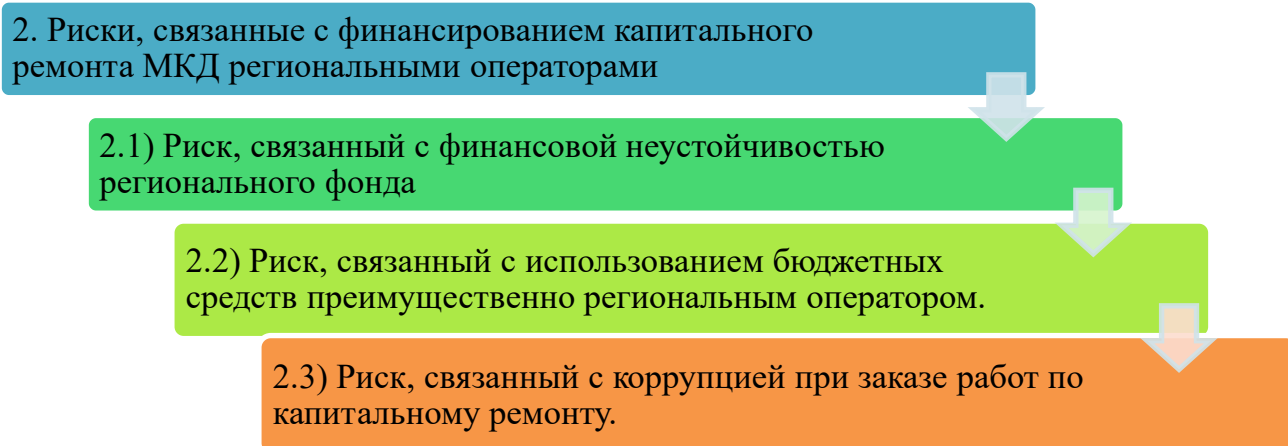 2. Риски, связанные с финансированием капитального
ремонта МКД региональными операторами
2.1) Риск, связанный с финансовой неустойчивостью
регионального фонда
2.2) Риск, связанный с использованием бюджетных
средств преимущественно региональным оператором.
2.3) Риск, связанный с коррупцией при заказе работ по
капитальному ремонту.